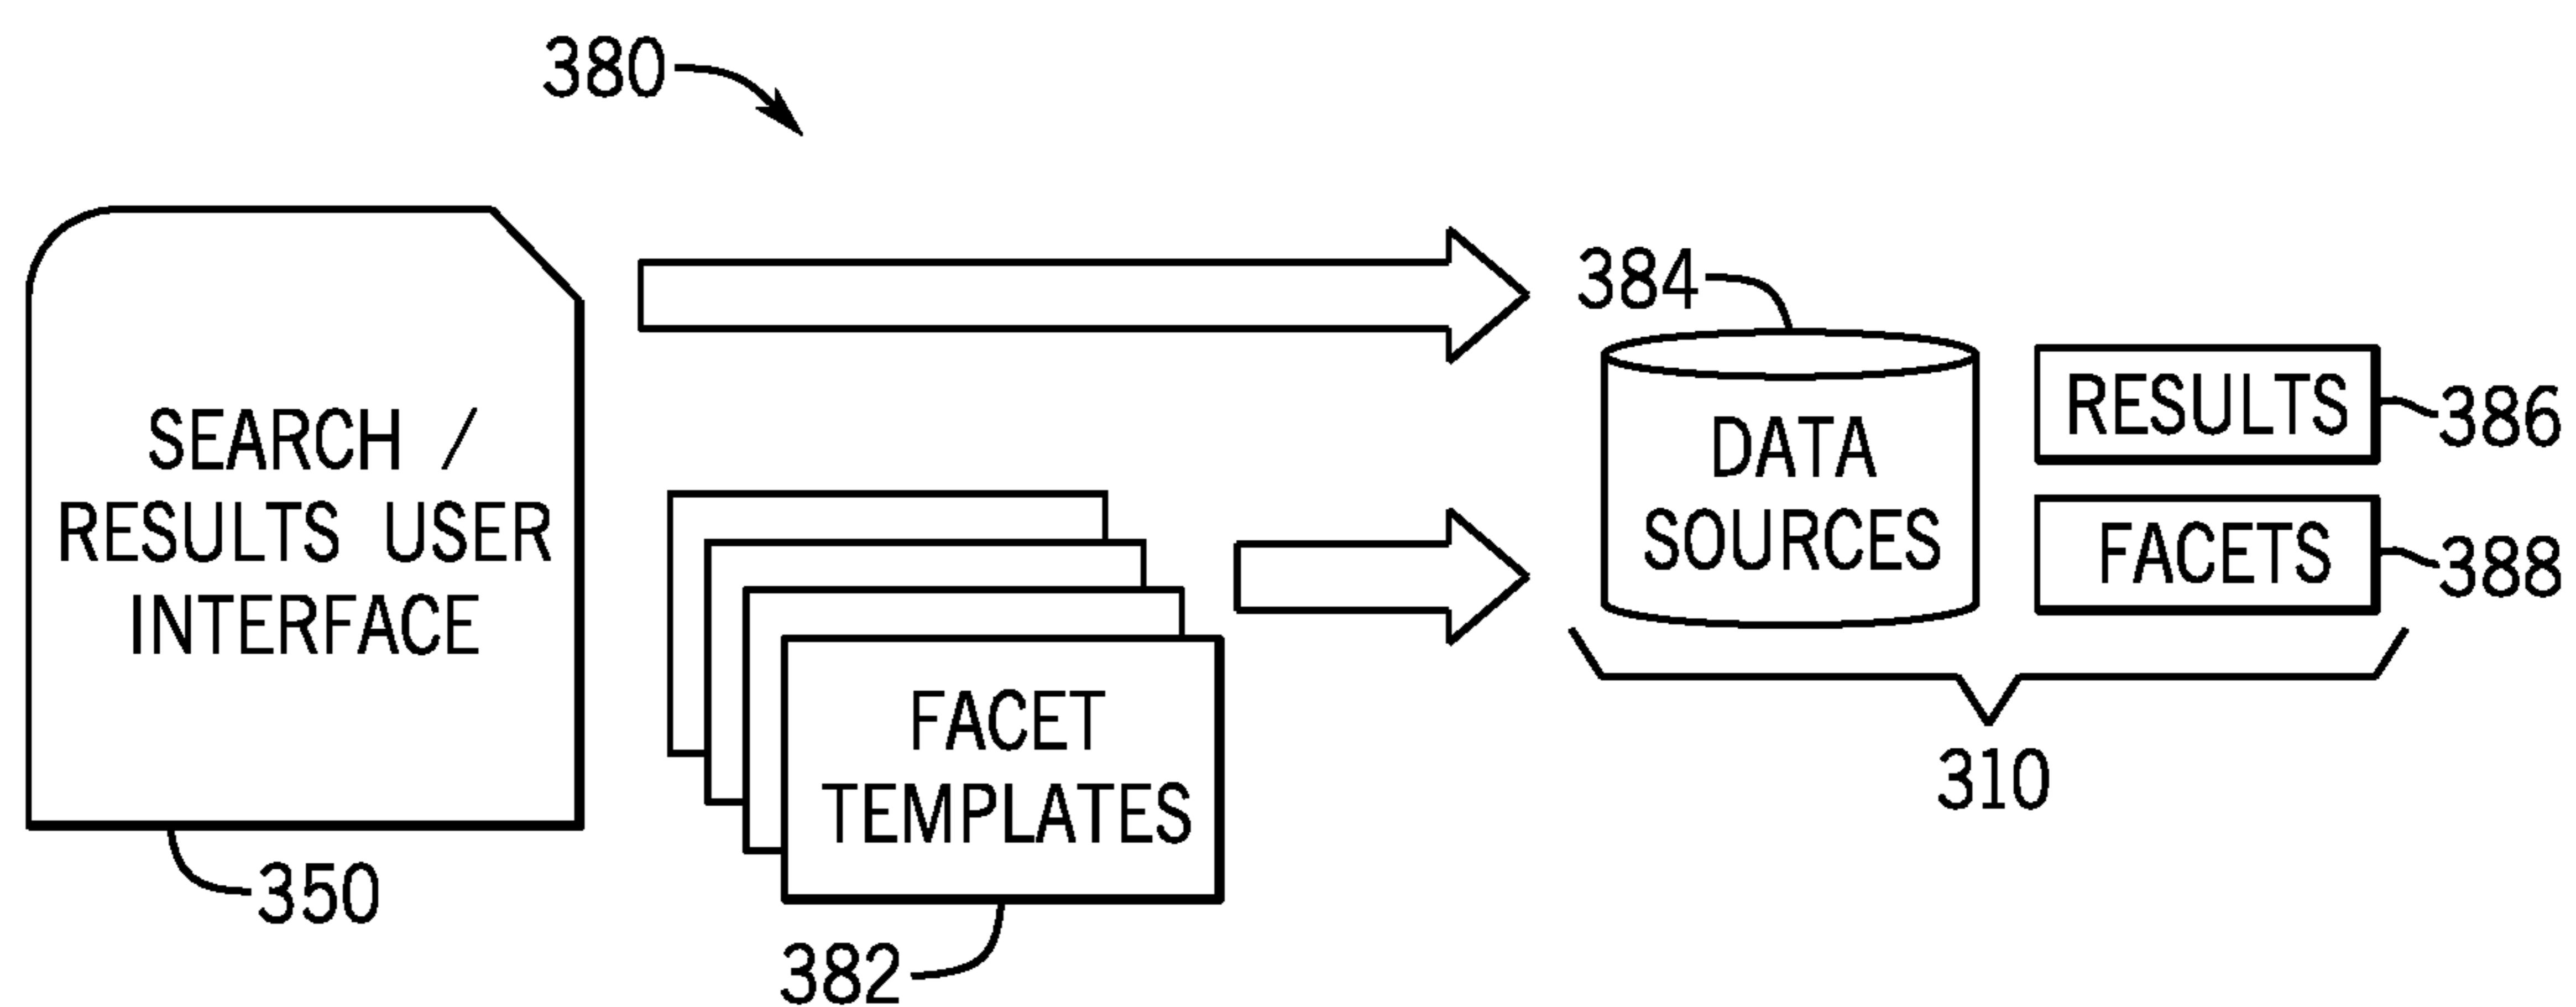 380
384
SEARCH /
RESULTS USER
INTERFACE
DATA
SOURCES
RESULTS
386
FACETS
388
FACET
TEMPLATES
310
350
382